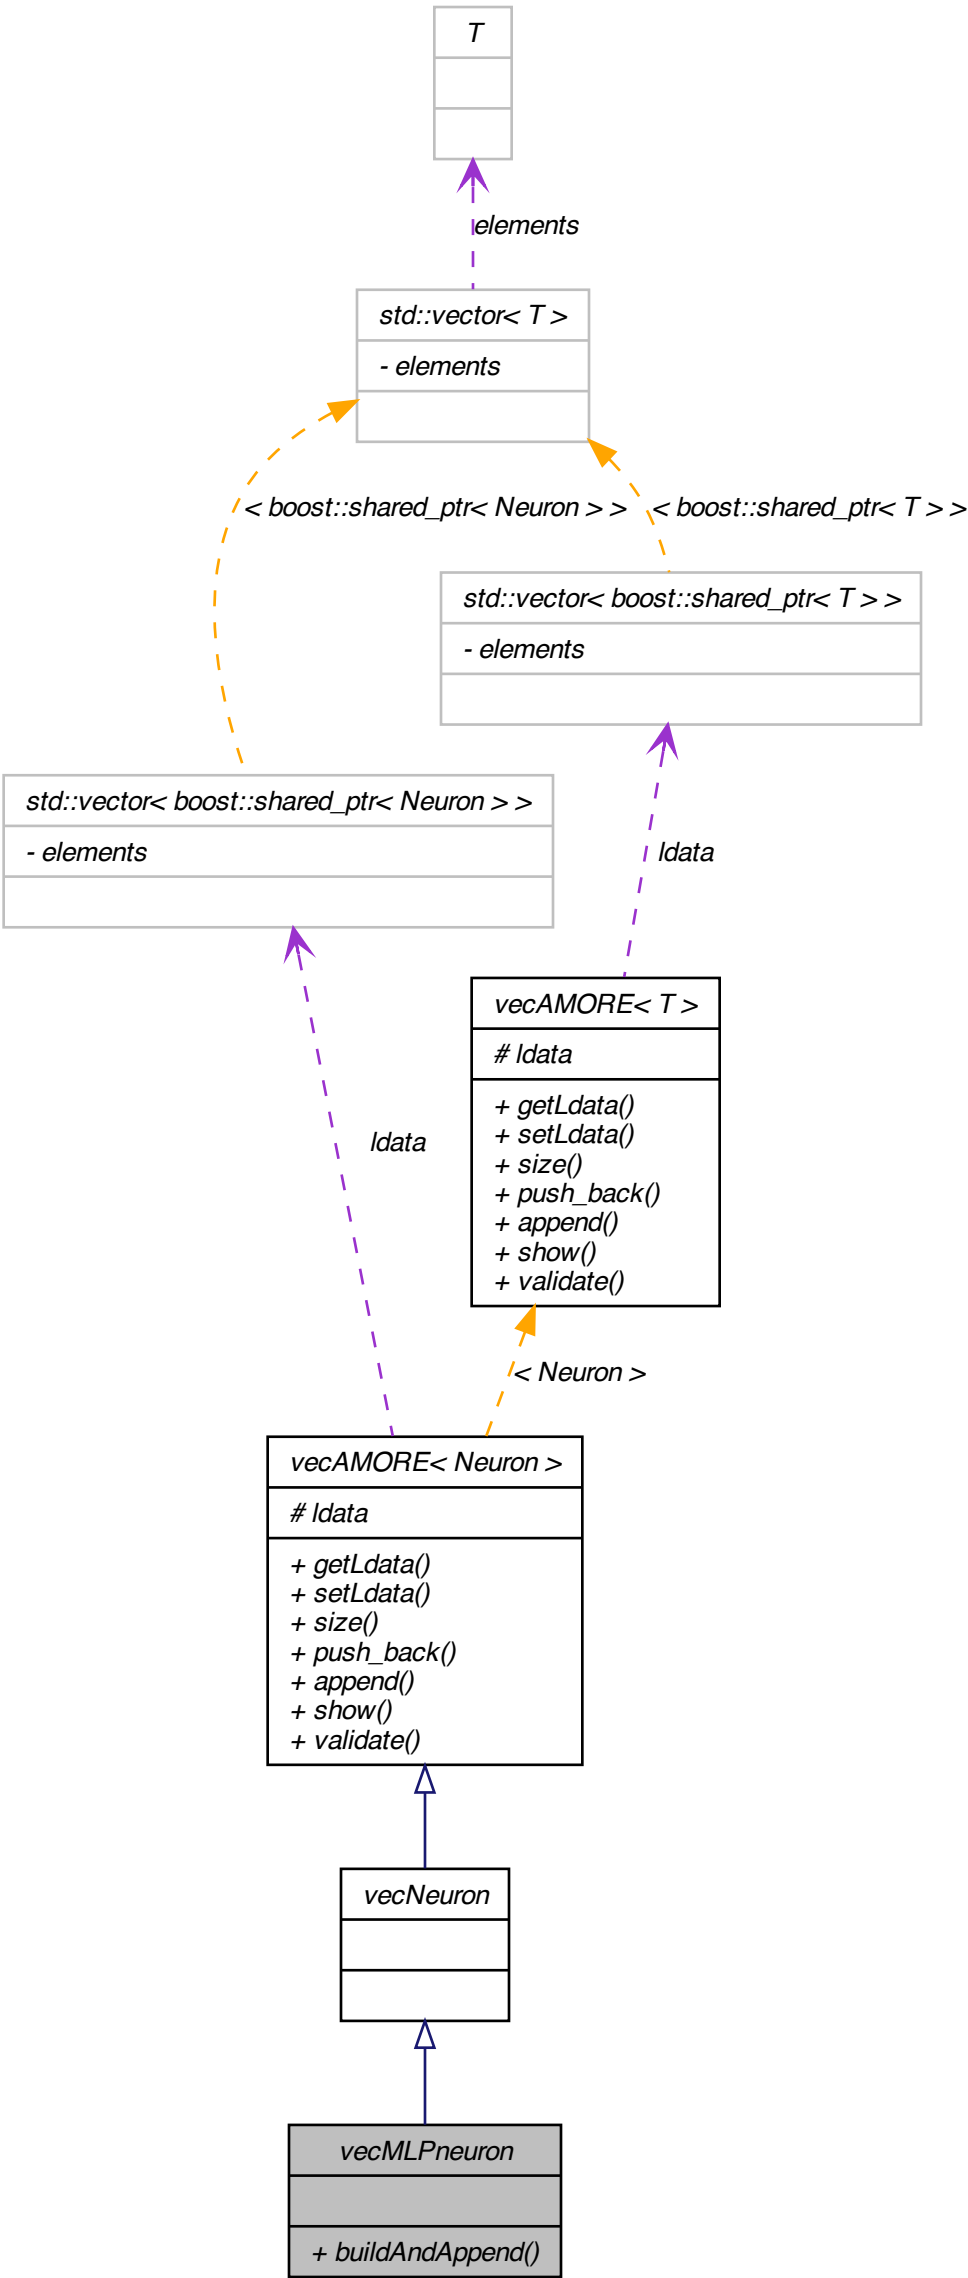 T
elements
std::vector< T >
- elements
< boost::shared_ptr< Neuron > >
< boost::shared_ptr< T > >
std::vector< boost::shared_ptr< T > >
- elements
std::vector< boost::shared_ptr< Neuron > >
- elements
ldata
vecAMORE< T >
# ldata
+ getLdata()
+ setLdata()
+ size()
+ push_back()
+ append()
+ show()
+ validate()
ldata
< Neuron >
vecAMORE< Neuron >
# ldata
+ getLdata()
+ setLdata()
+ size()
+ push_back()
+ append()
+ show()
+ validate()
vecNeuron
vecMLPneuron
+ buildAndAppend()